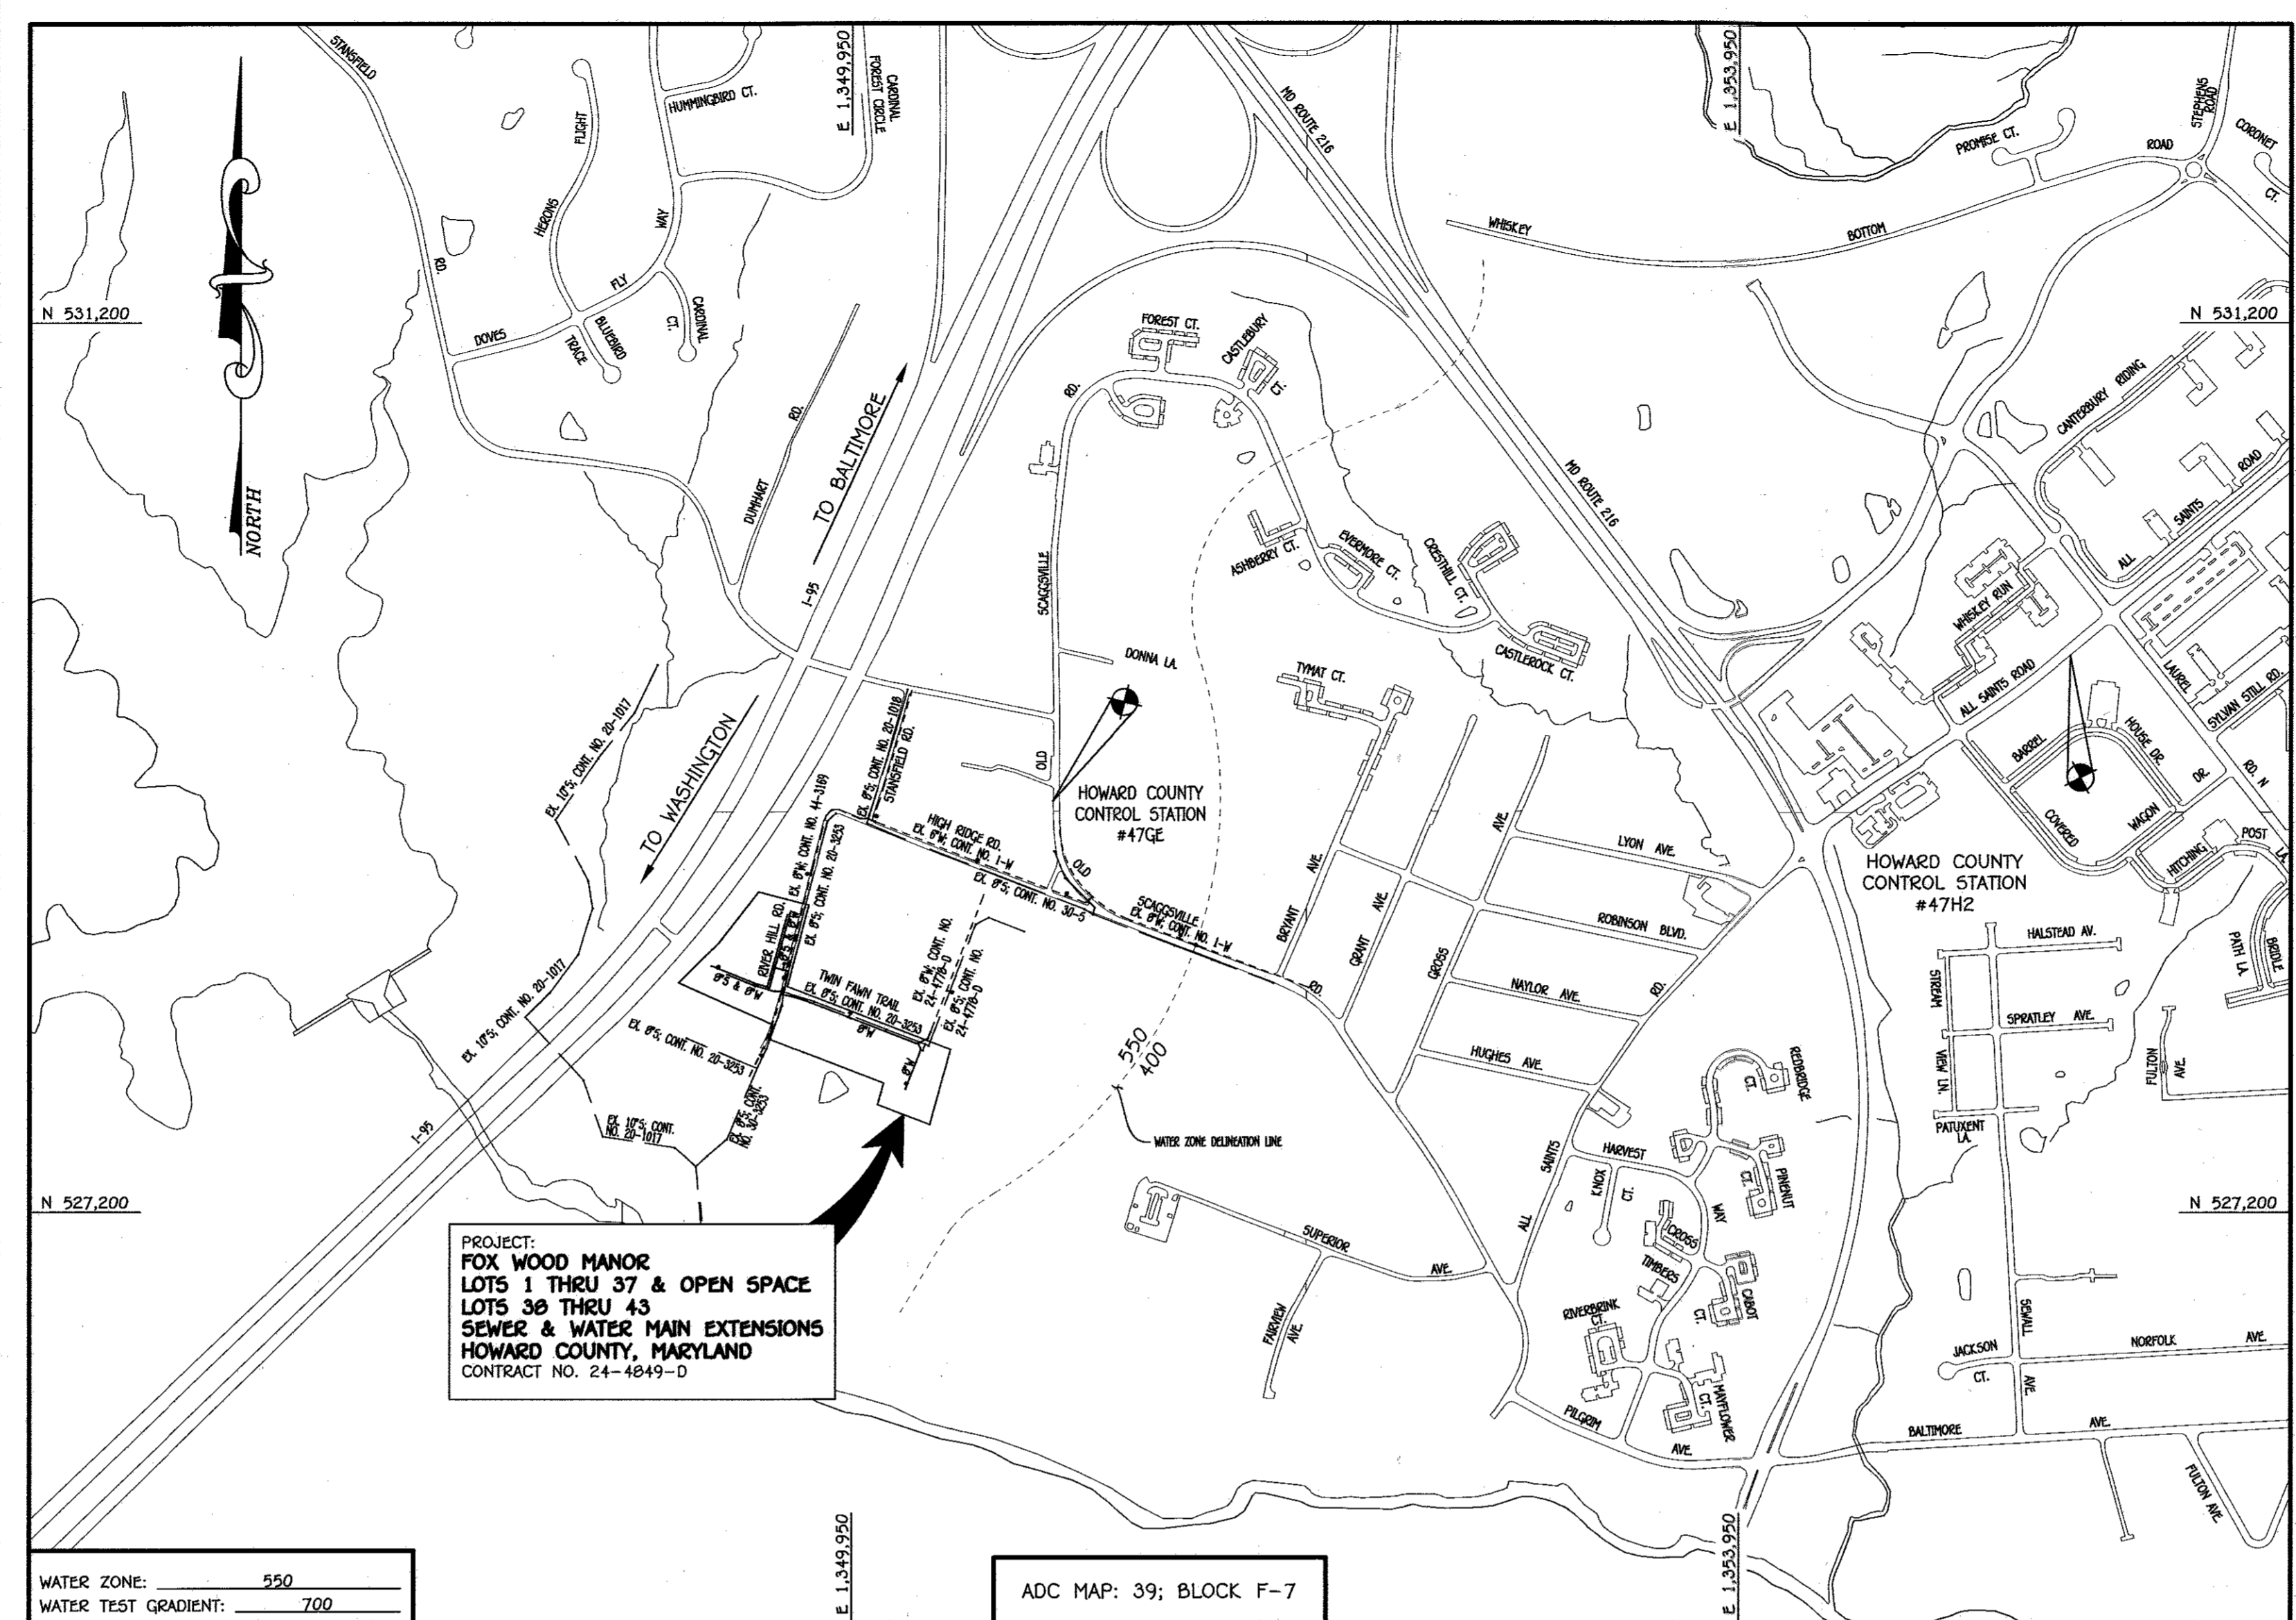 STANSFIELD
RD.
HUMMINGBIRD CT.
FLIGHT
HERONS
WAY
FLY
DOVES
BLUEBIRD
TRACE
CARDINAL
CT.
E 1,349,950
CARDINAL
FOREST CIRCLE
MD ROUTE 216
E 1,353,950
PROMISE CT.
STEPHENS
ROAD
CORONET
CT.
WHISKEY
BOTTOM
ROAD
N 531,200
N 531,200
NORTH
DUMHART
RD.
TO BALTIMORE
I-95
TO WASHINGTON
FOREST CT.
CASTLEBURY
CT.
RD.
SCAGGSVILLE
OLD
ASHBERRY CT.
EVERMORE CT.
CRESTHILL CT.
CASTLEROCK CT.
MD ROUTE 216
DONNA LA.
TYMAT CT.
CANTERBURY RIDING
ALL
SAINTS
ROAD
WHISKEY RUN
ALL SAINTS ROAD
LAUREL
SYLVAN STILL RD.
RD. N
BARREL
HOUSE DR.
COVERED
WAGON
DR.
HITCHING
POST
LA.
PATH LA.
BRIDLE
HOWARD COUNTY
CONTROL STATION
#47GE
HOWARD COUNTY
CONTROL STATION
#47H2
EX. 10"S; CONT. NO. 20-1017
EX. 8"S; CONT. NO. 20-1018
STANSFIELD RD.
EX. 8"W; CONT. NO. 44-3169
EX. 8"S; CONT. NO. 20-3253
HIGH RIDGE RD.
EX. 8"W; CONT. NO. 1-W
EX. 8"S; CONT. NO. 30-S
OLD
SCAGGSVILLE
EX. 8"W; CONT. NO. 1-W
RD.
RIVER HILL RD.
8"S & 8"W
8"S & 8"W
TWIN FAWN TRAIL
EX. 8"S; CONT. NO. 20-3253
8"W
8"W
EX. 8"W; CONT. NO.
24-4778-D
EX. 8"S; CONT. NO.
24-4778-D
EX. 8"S; CONT. NO. 20-3253
EX. 8"S; CONT.
NO. 30-3253
EX. 10"S; CONT.
NO. 20-1017
EX. 10"S; CONT. NO. 20-1017
I-95
BRYANT
AVE.
GRANT
AVE.
GROSS
AVE.
LYON AVE.
ROBINSON BLVD.
NAYLOR AVE.
HUGHES AVE.
RD.
SAINTS
ALL
550
400
WATER ZONE DELINEATION LINE
HALSTEAD AV.
STREAM
VIEW LN.
SPRATLEY AVE.
PATUXENT
LA.
FULTON
AVE.
REDBRIDGE
CT.
HARVEST
WAY
KNOX
CT.
PINENUT
CT.
CROSS
TIMBERS
CABOT
CT.
RIVERBRINK
CT.
MAYFLOWER
CT.
PILGRIM
AVE.
SUPERIOR
AVE.
FAIRVIEW
AVE.
SEWALL
AVE.
JACKSON
CT.
NORFOLK
AVE.
BALTIMORE
AVE.
FULTON AVE.
N 527,200
N 527,200
PROJECT:
FOX WOOD MANOR
LOTS 1 THRU 37 & OPEN SPACE
LOTS 38 THRU 43
SEWER & WATER MAIN EXTENSIONS
HOWARD COUNTY, MARYLAND
CONTRACT NO. 24-4849-D
WATER ZONE: 550
WATER TEST GRADIENT: 700
E 1,349,950
ADC MAP: 39; BLOCK F-7
E 1,353,950